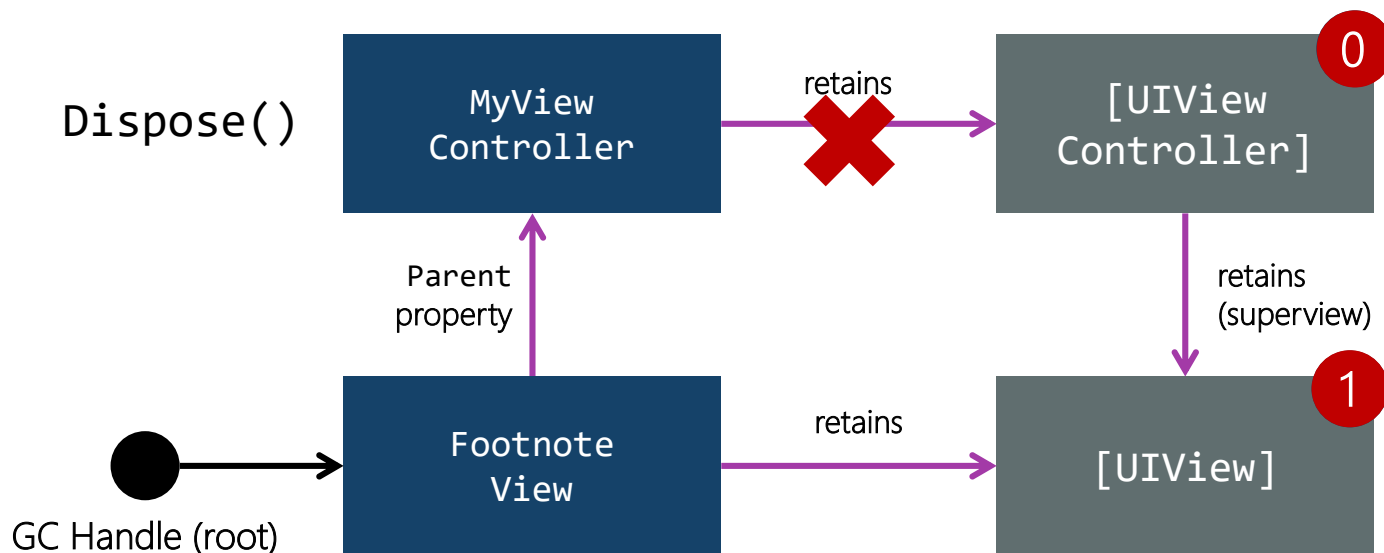 Dispose()
MyView
Controller
retains
[UIView
Controller]
0
Parent
property
retains
(superview)
Footnote
View
retains
[UIView]
1
GC Handle (root)